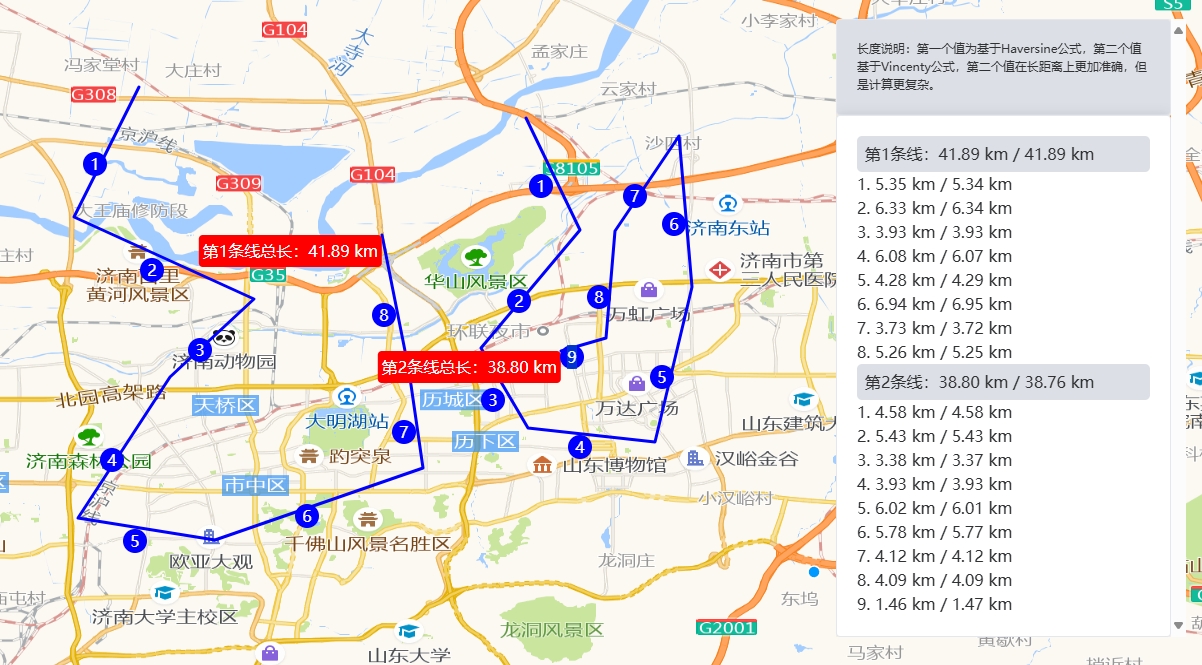 G104
大寺河
小李家村
S5
冯家堂村
大庄村
孟家庄
云家村
G308
京沪线
沙四村
1
G104
G8105
G309
1
7
大王庙修防段
6
济南东站
第1条线总长：41.89 km
2
G35
黄河风景区
华山风景区
济南市第
三人民医院
2
8
万虹广场
8
环联夜市
3
济南动物园
9
第2条线总长：38.80 km
5
北园高架路
天桥区
历城区
3
万达广场
大明湖站
山东建筑大
7
历下区
4
趵突泉
4
济南森林公园
山东博物馆
汉峪金谷
市中区
小汉峪村
京沪线
6
5
千佛山风景名胜区
欧亚大观
龙洞庄
东坞
济南大学主校区
龙洞风景区
G2001
山东大学
马家村
黄歇村
长度说明：第一个值为基于Haversine公式，第二个值
基于Vincenty公式，第二个值在长距离上更加准确，但
是计算更复杂。
第1条线：41.89 km / 41.89 km
1. 5.35 km / 5.34 km
2. 6.33 km / 6.34 km
3. 3.93 km / 3.93 km
4. 6.08 km / 6.07 km
5. 4.28 km / 4.29 km
6. 6.94 km / 6.95 km
7. 3.73 km / 3.72 km
8. 5.26 km / 5.25 km
第2条线：38.80 km / 38.76 km
1. 4.58 km / 4.58 km
2. 5.43 km / 5.43 km
3. 3.38 km / 3.37 km
4. 3.93 km / 3.93 km
5. 6.02 km / 6.01 km
6. 5.78 km / 5.77 km
7. 4.12 km / 4.12 km
8. 4.09 km / 4.09 km
9. 1.46 km / 1.47 km